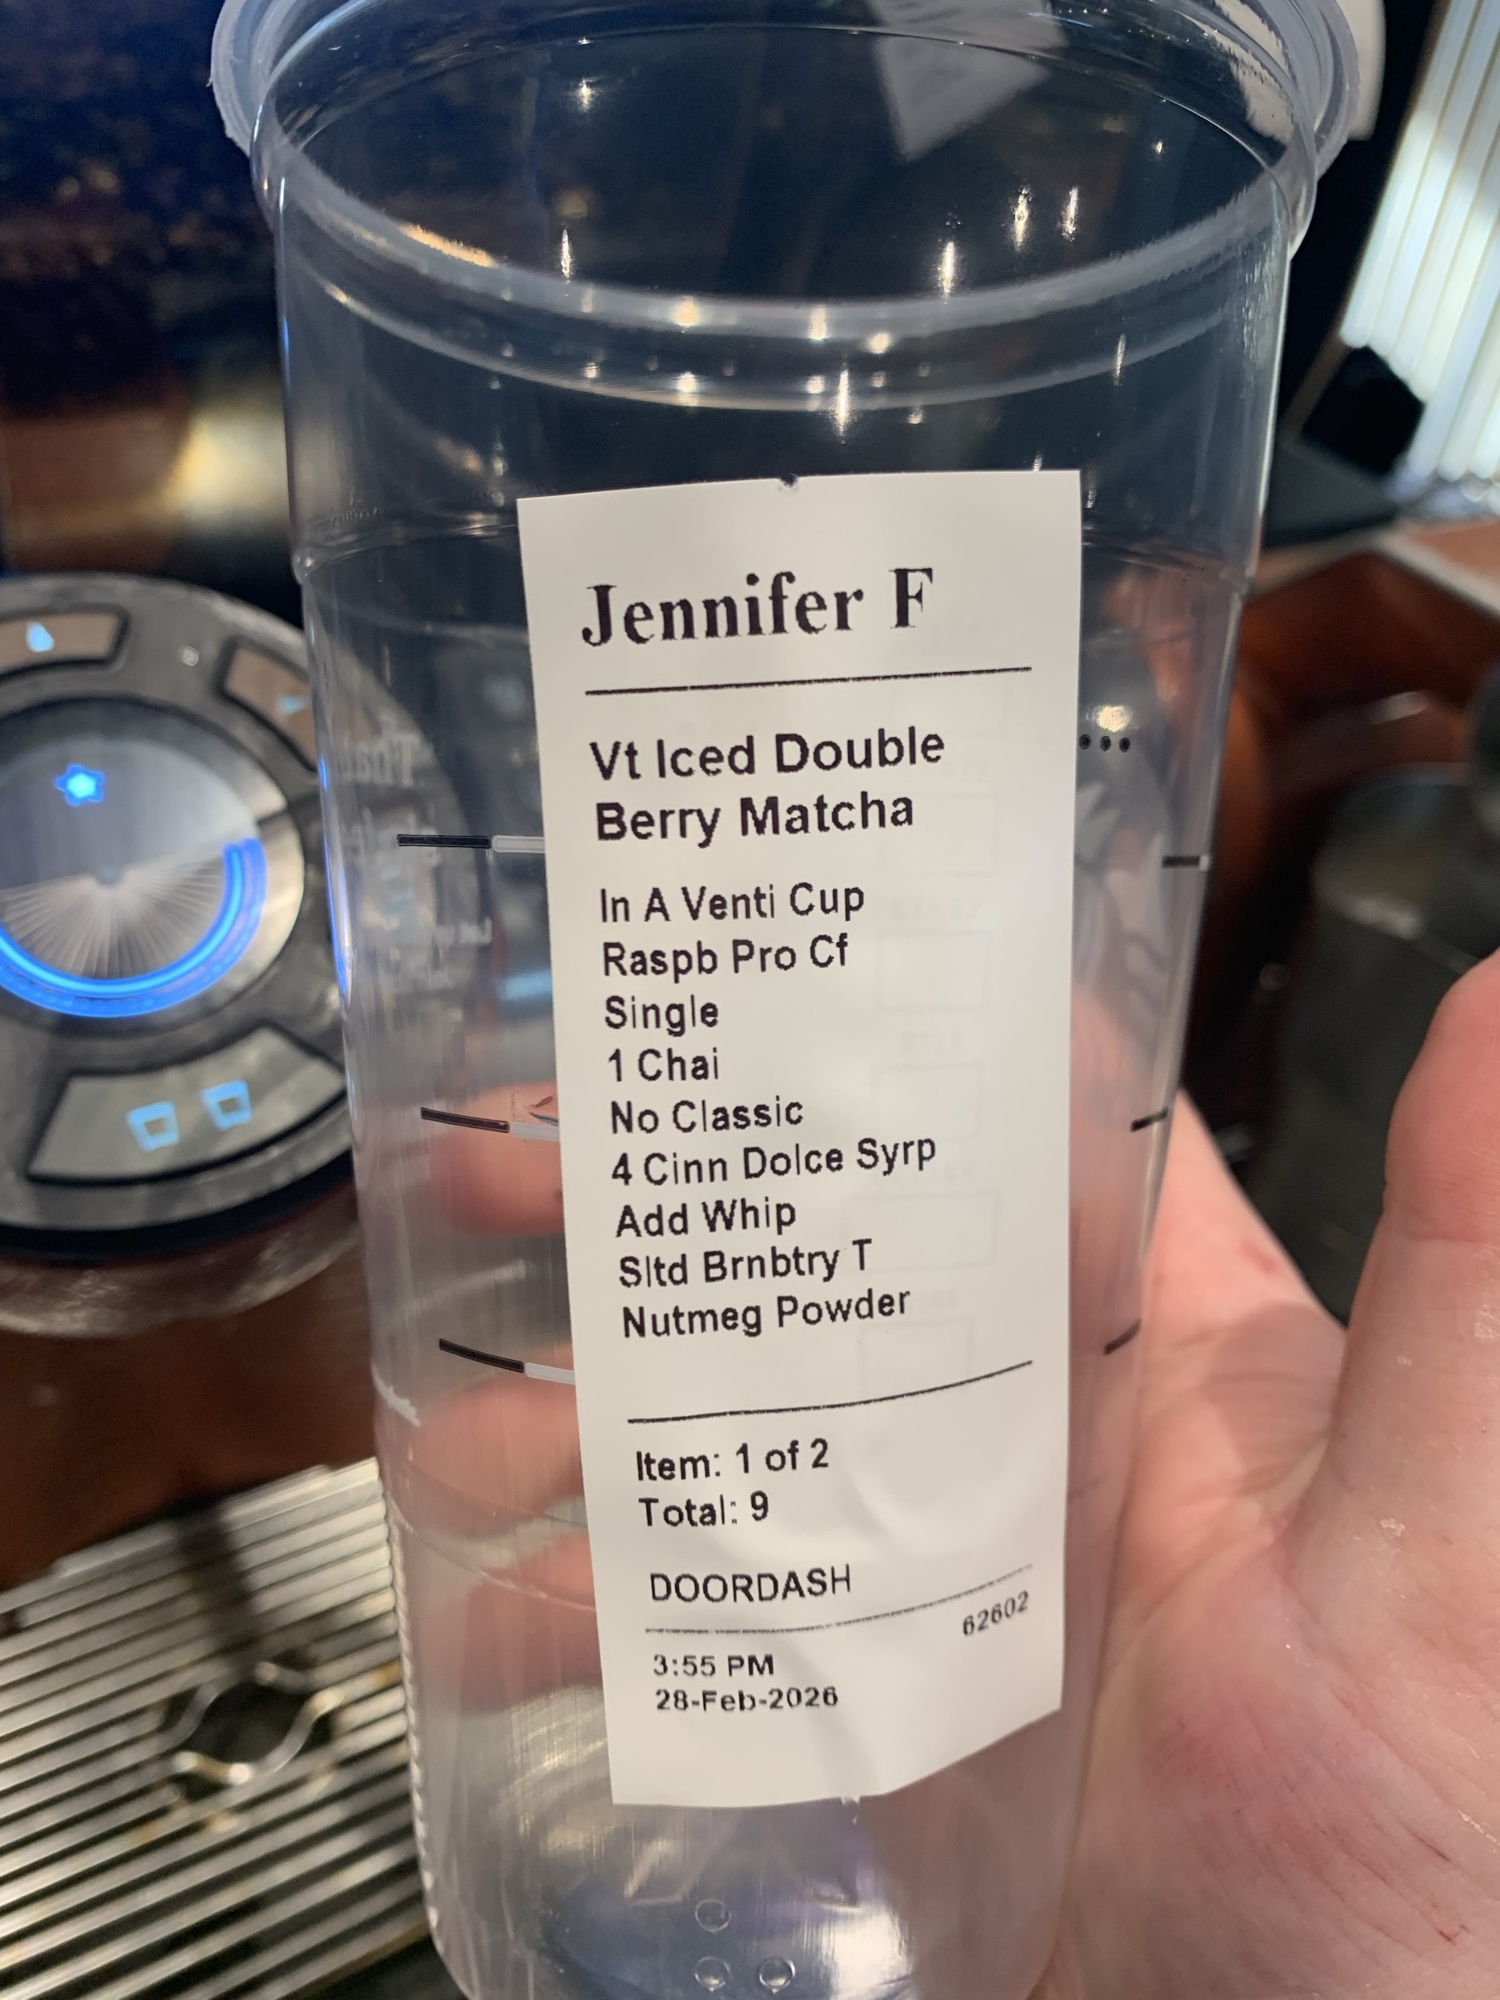 Jennifer F
Vt Iced Double
Berry Matcha
In A Venti Cup
Raspb Pro Cf
Single
1 Chai
No Classic
4 Cinn Dolce Syrp
Add Whip
Sltd Brnbtry T
Nutmeg Powder
Item: 1 of 2
Total: 9
DOORDASH
62602
3:55 PM
28-Feb-2026